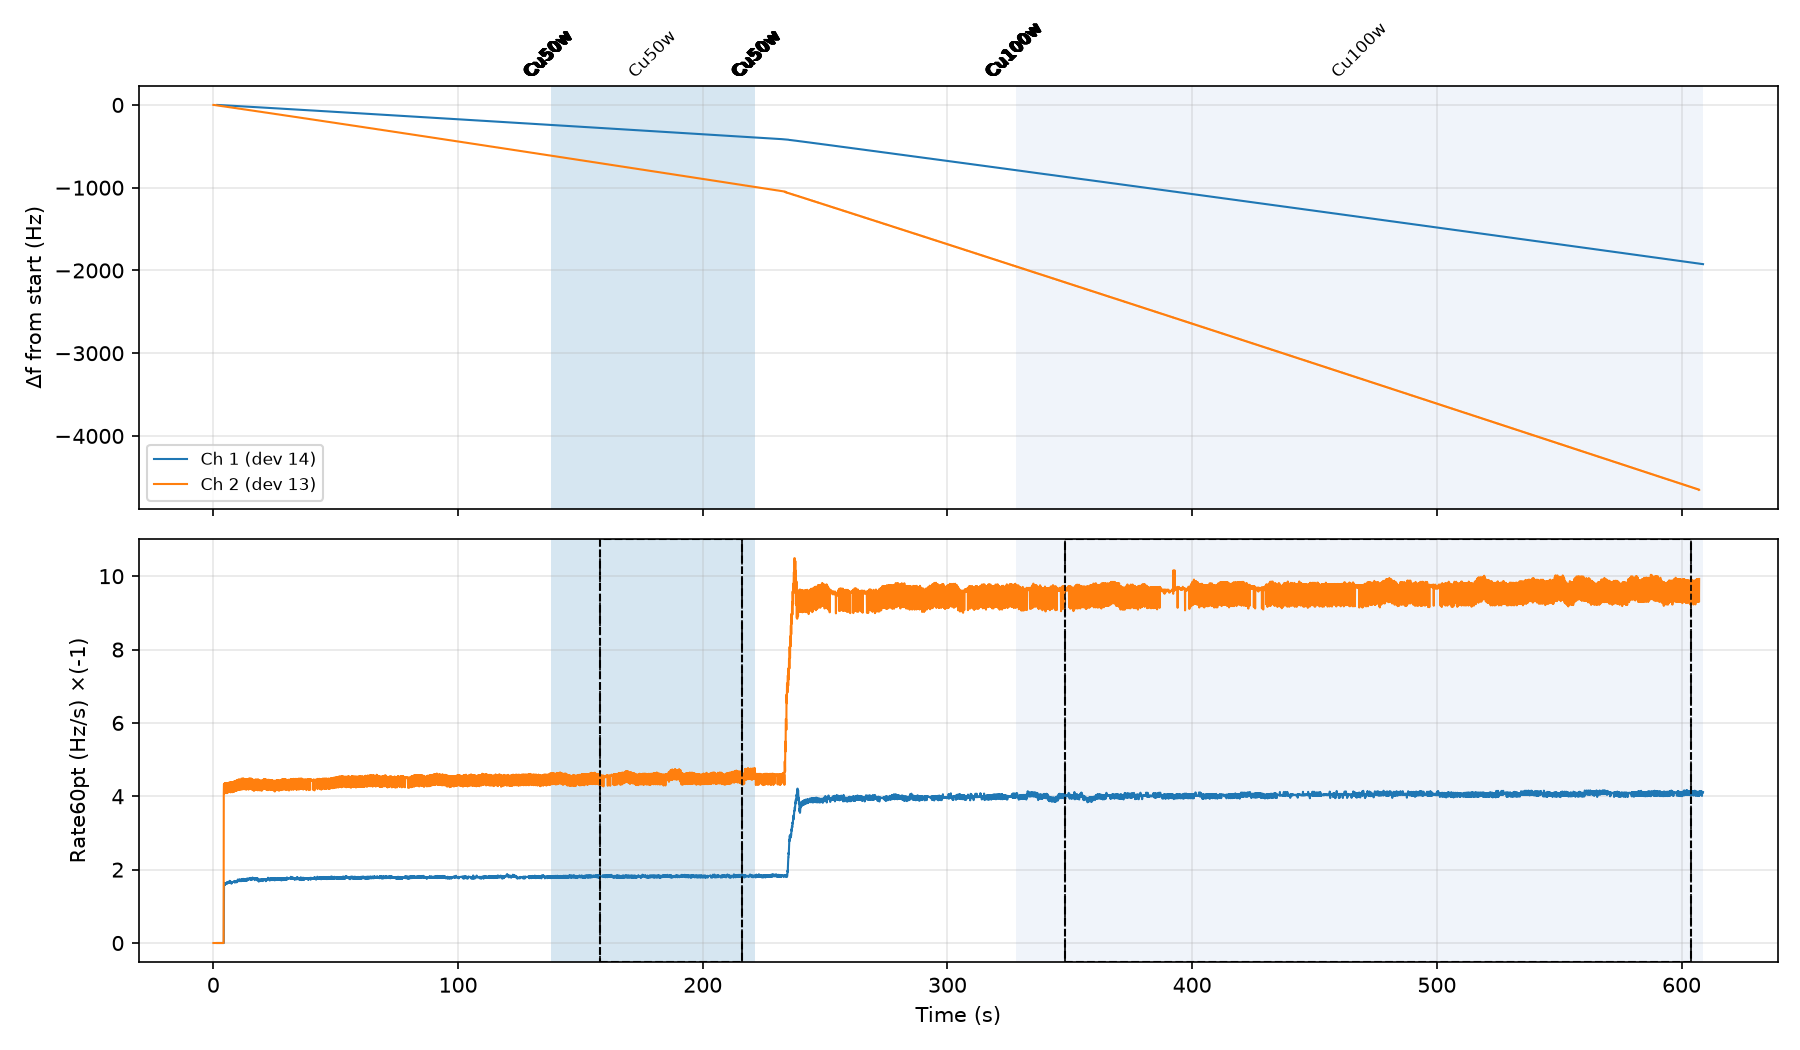 Cu50w Cu50w Cu50w Cu100w Cu100w
Δf from start (Hz)
0
−1000
−2000
−3000
−4000
Ch 1 (dev 14)
Ch 2 (dev 13)
Rate60pt (Hz/s) ×(-1)
10
8
6
4
2
0
0 100 200 300 400 500 600
Time (s)